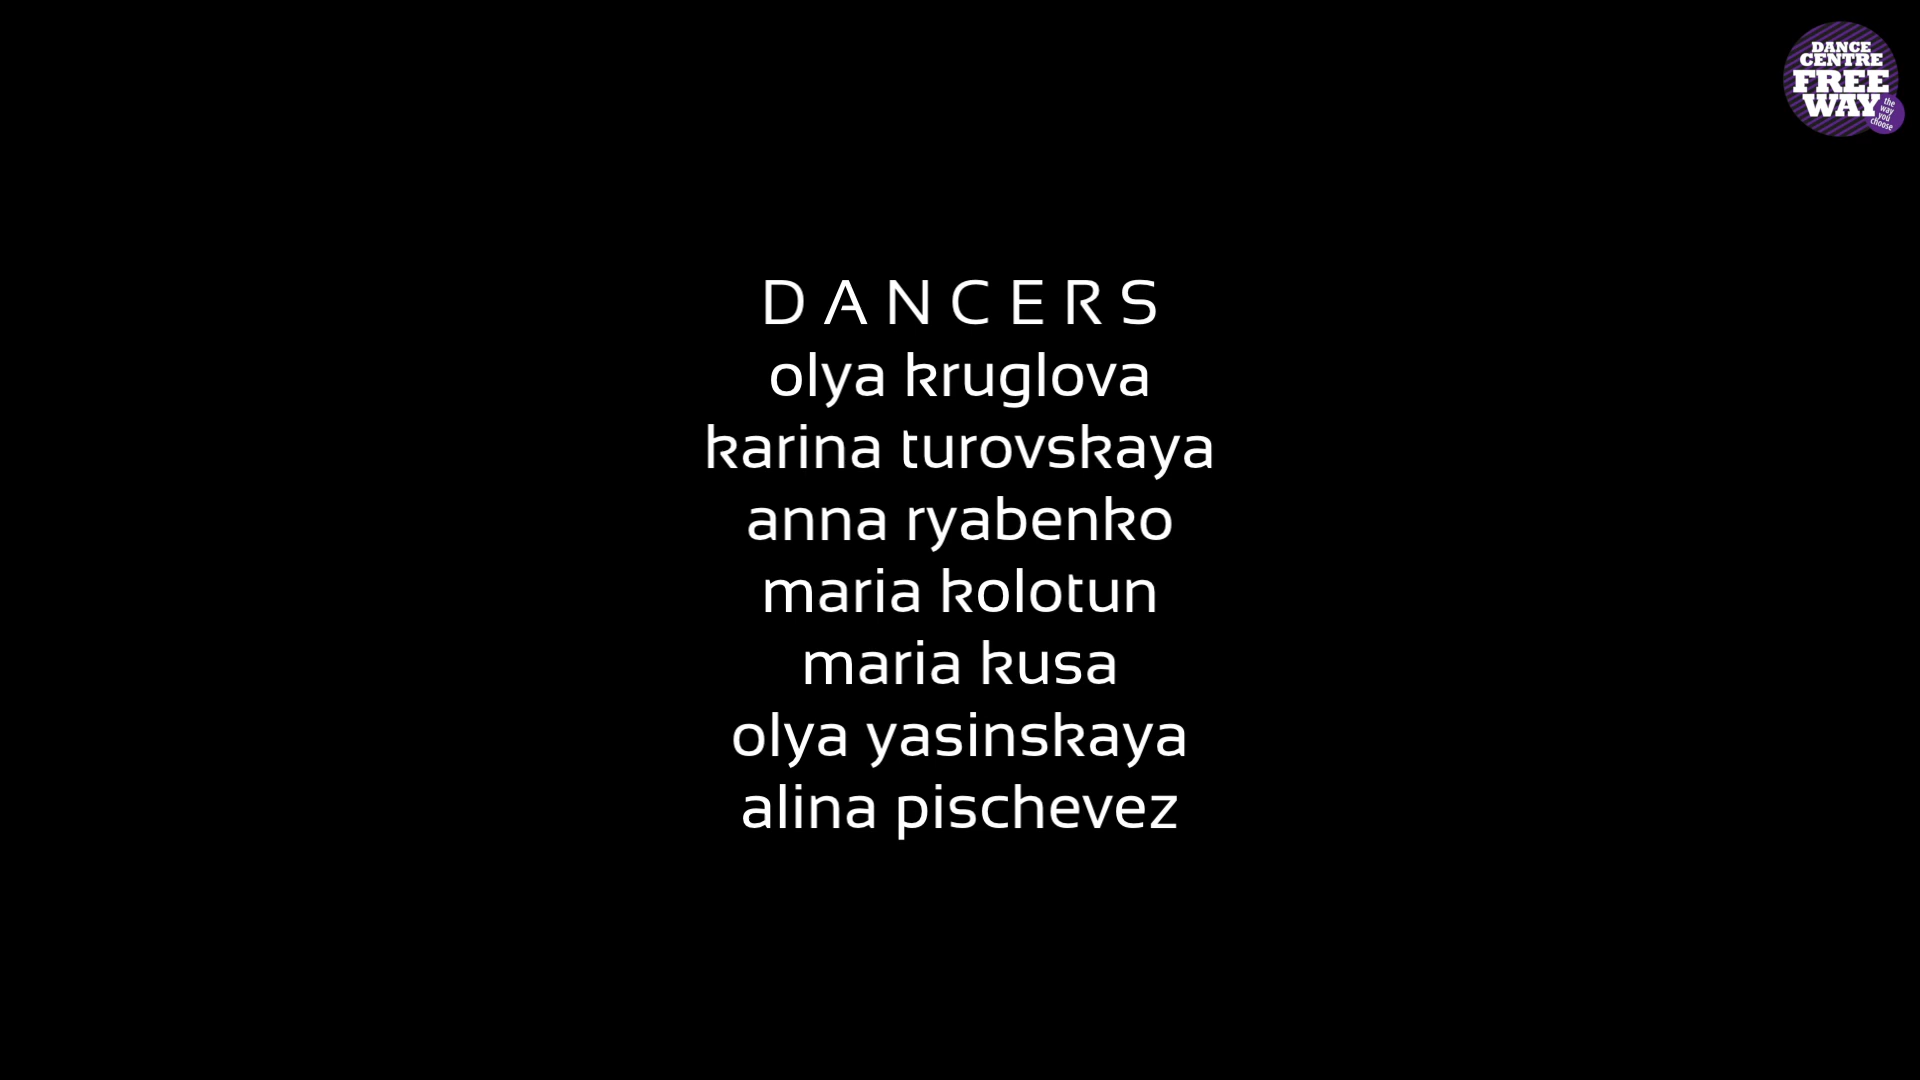 DANCE
CENTRE
FREE
WAY
the
way
you
choose
D A N C E R S
olya kruglova
karina turovskaya
anna ryabenko
maria kolotun
maria kusa
olya yasinskaya
alina pischevez